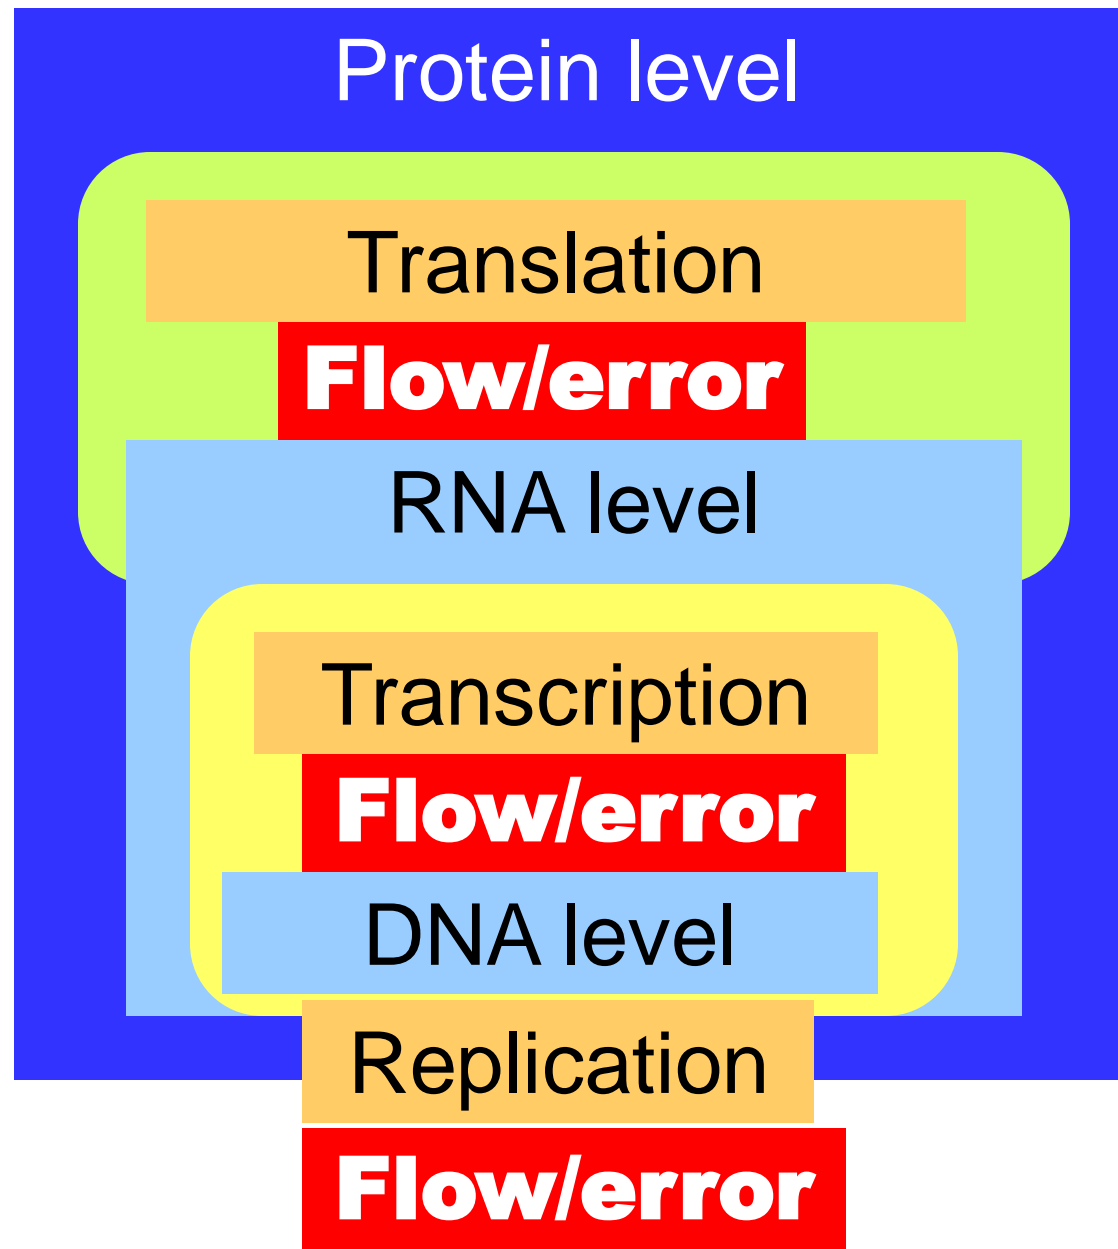 Protein level
Translation
Flow/error
RNA level
Transcription
Flow/error
DNA level
Replication
Flow/error